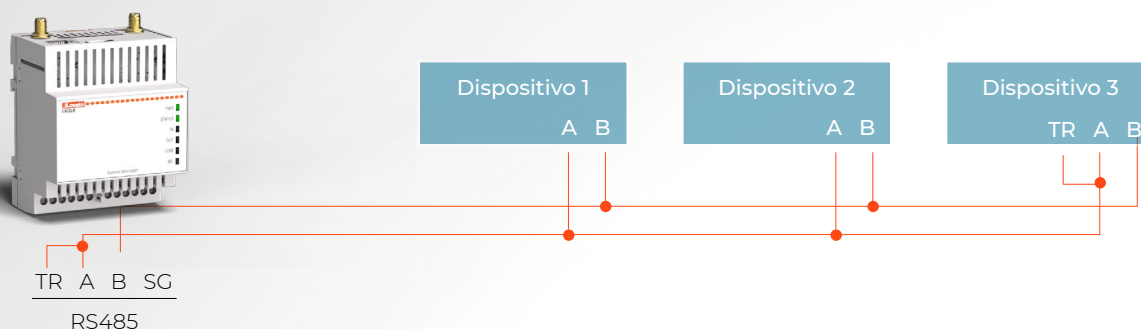 Dispositivo 1
A B
Dispositivo 2
A B
Dispositivo 3
TR A B
TR A B SG
RS485